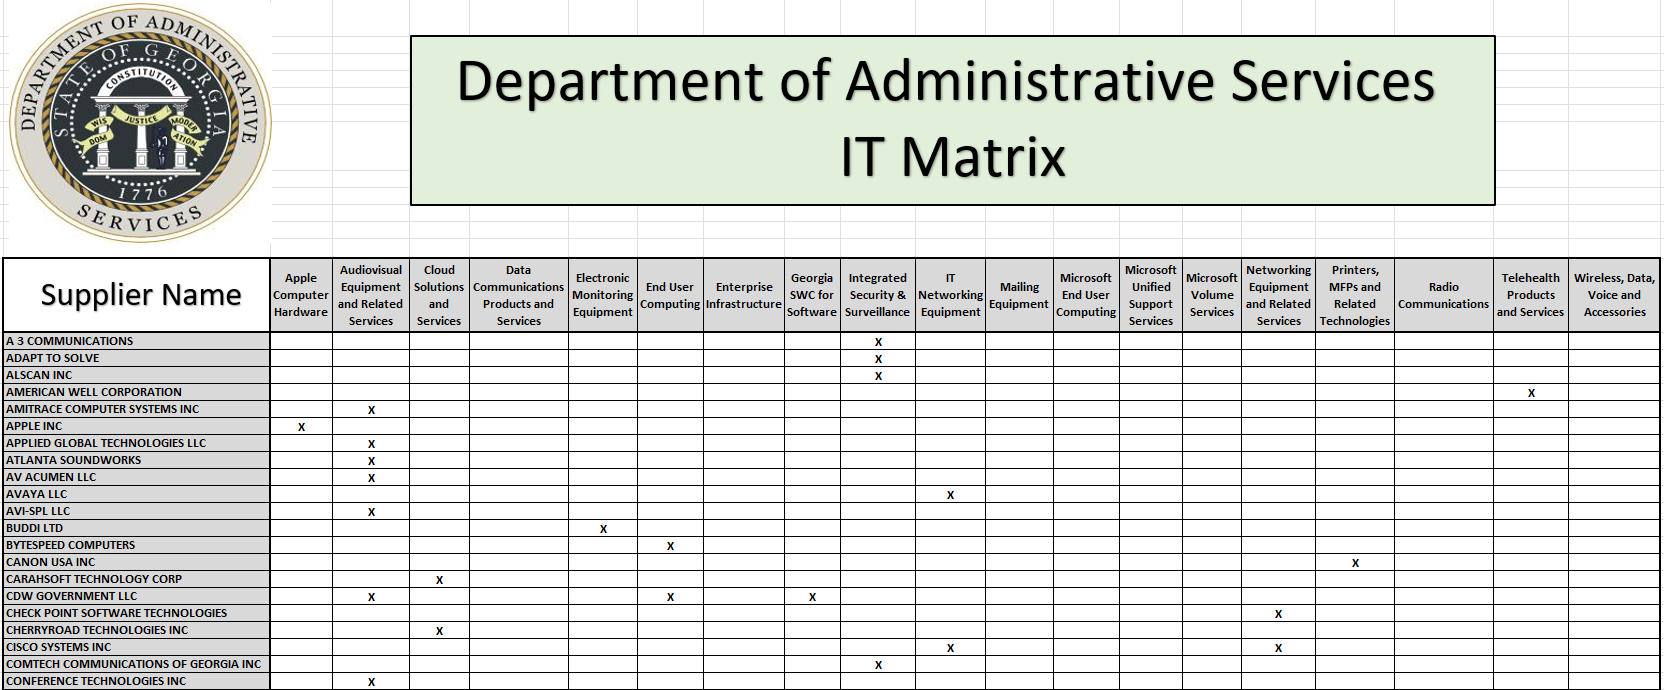 DEPARTMENT OF ADMINISTRATIVE
SERVICES
STATE OF GEORGIA
CONSTITUTION
WIS
DOM
JUSTICE
MODER
ATION
1776
Department of Administrative Services
IT Matrix
Supplier Name
Apple
Computer
Hardware
Audiovisual
Equipment
and Related
Services
Cloud
Solutions
and
Services
Data
Communications
Products and
Services
Electronic
Monitoring
Equipment
End User
Computing
Enterprise
Infrastructure
Georgia
SWC for
Software
Integrated
Security &
Surveillance
IT
Networking
Equipment
Mailing
Equipment
Microsoft
End User
Computing
Microsoft
Unified
Support
Services
Microsoft
Volume
Services
Networking
Equipment
and Related
Services
Printers,
MFPs and
Related
Technologies
Radio
Communications
Telehealth
Products
and Services
Wireless, Data,
Voice and
Accessories
A 3 COMMUNICATIONS X
ADAPT TO SOLVE X
ALSCAN INC X
AMERICAN WELL CORPORATION X
AMITRACE COMPUTER SYSTEMS INC X
APPLE INC X
APPLIED GLOBAL TECHNOLOGIES LLC X
ATLANTA SOUNDWORKS X
AV ACUMEN LLC X
AVAYA LLC X
AVI-SPL LLC X
BUDDI LTD X
BYTESPEED COMPUTERS X
CANON USA INC X
CARAHSOFT TECHNOLOGY CORP X
CDW GOVERNMENT LLC X X X
CHECK POINT SOFTWARE TECHNOLOGIES X
CHERRYROAD TECHNOLOGIES INC X
CISCO SYSTEMS INC X X
COMTECH COMMUNICATIONS OF GEORGIA INC X
CONFERENCE TECHNOLOGIES INC X